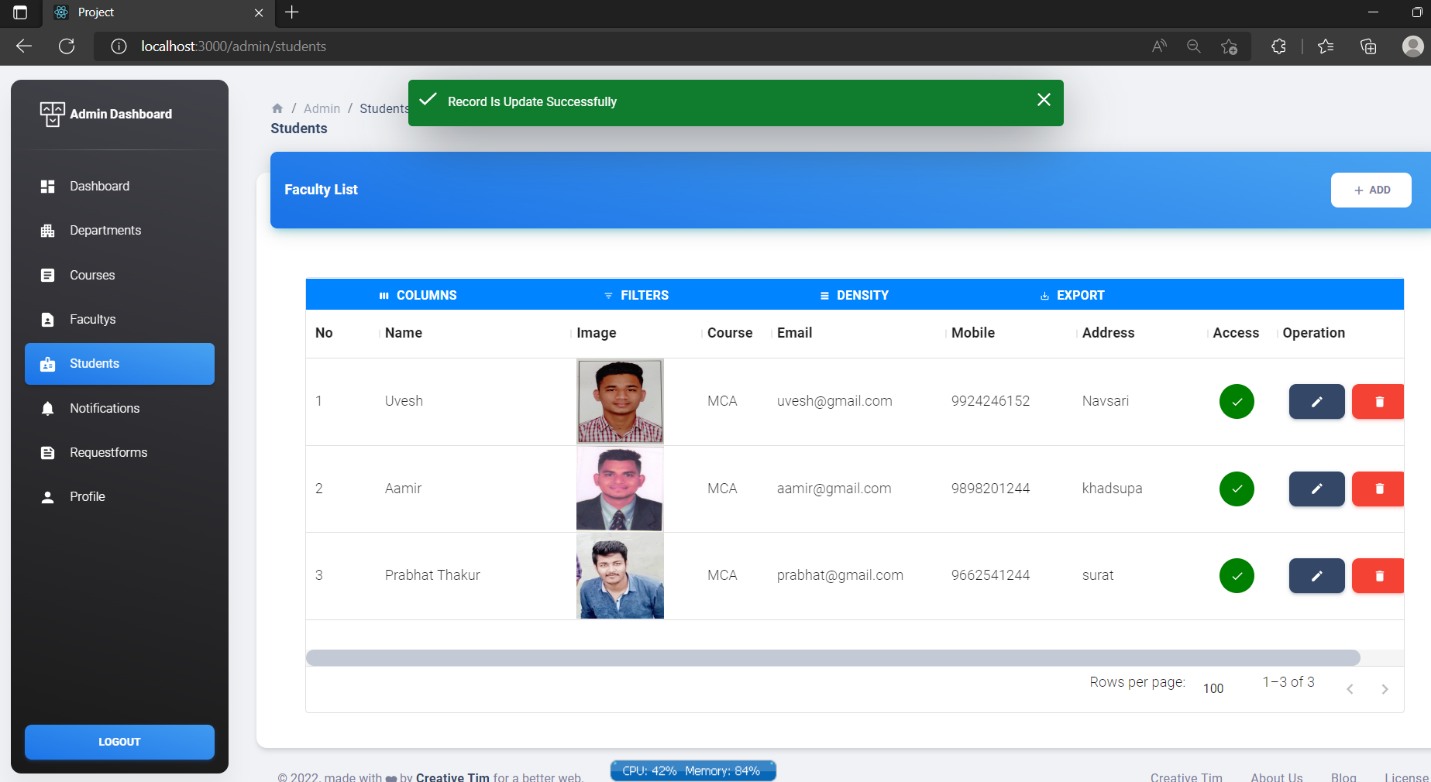 Project
localhost:3000/admin/students
Admin Dashboard
Dashboard
Departments
Courses
Facultys
Students
Notifications
Requestforms
Profile
LOGOUT
/ Admin / Students
Students
Record Is Update Successfully
Faculty List
+ ADD
COLUMNS FILTERS DENSITY EXPORT
No Name Image Course Email Mobile Address Access Operation
1 Uvesh MCA uvesh@gmail.com 9924246152 Navsari
2 Aamir MCA aamir@gmail.com 9898201244 khadsupa
3 Prabhat Thakur MCA prabhat@gmail.com 9662541244 surat
Rows per page: 100 1–3 of 3
© 2022, made with by Creative Tim for a better web.
CPU: 42% Memory: 84%
Creative Tim About Us Blog License